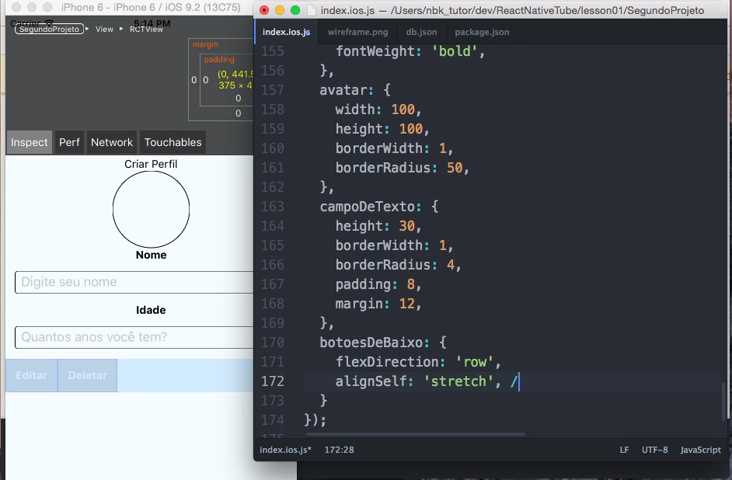 iPhone 6 - iPhone 6 / iOS 9.2 (13C75)
5:14 PM
SegundoProjeto ▸ View ▸ RCTView
margin
padding
(0, 441.5
0 0 375 × 4
0
0
Inspect Perf Network Touchables
Criar Perfil
Nome
Digite seu nome
Idade
Quantos anos você tem?
Editar Deletar
index.ios.js — /Users/nbk_tutor/dev/ReactNativeTube/lesson01/SegundoProjeto
index.ios.js wireframe.png db.json package.json
155 fontWeight: 'bold',
156 },
157 avatar: {
158 width: 100,
159 height: 100,
160 borderWidth: 1,
161 borderRadius: 50,
162 },
163 campoDeTexto: {
164 height: 30,
165 borderWidth: 1,
166 borderRadius: 4,
167 padding: 8,
168 margin: 12,
169 },
170 botoesDeBaixo: {
171 flexDirection: 'row',
172 alignSelf: 'stretch', /
173 }
174 });
index.ios.js* 172:28 LF UTF-8 JavaScript